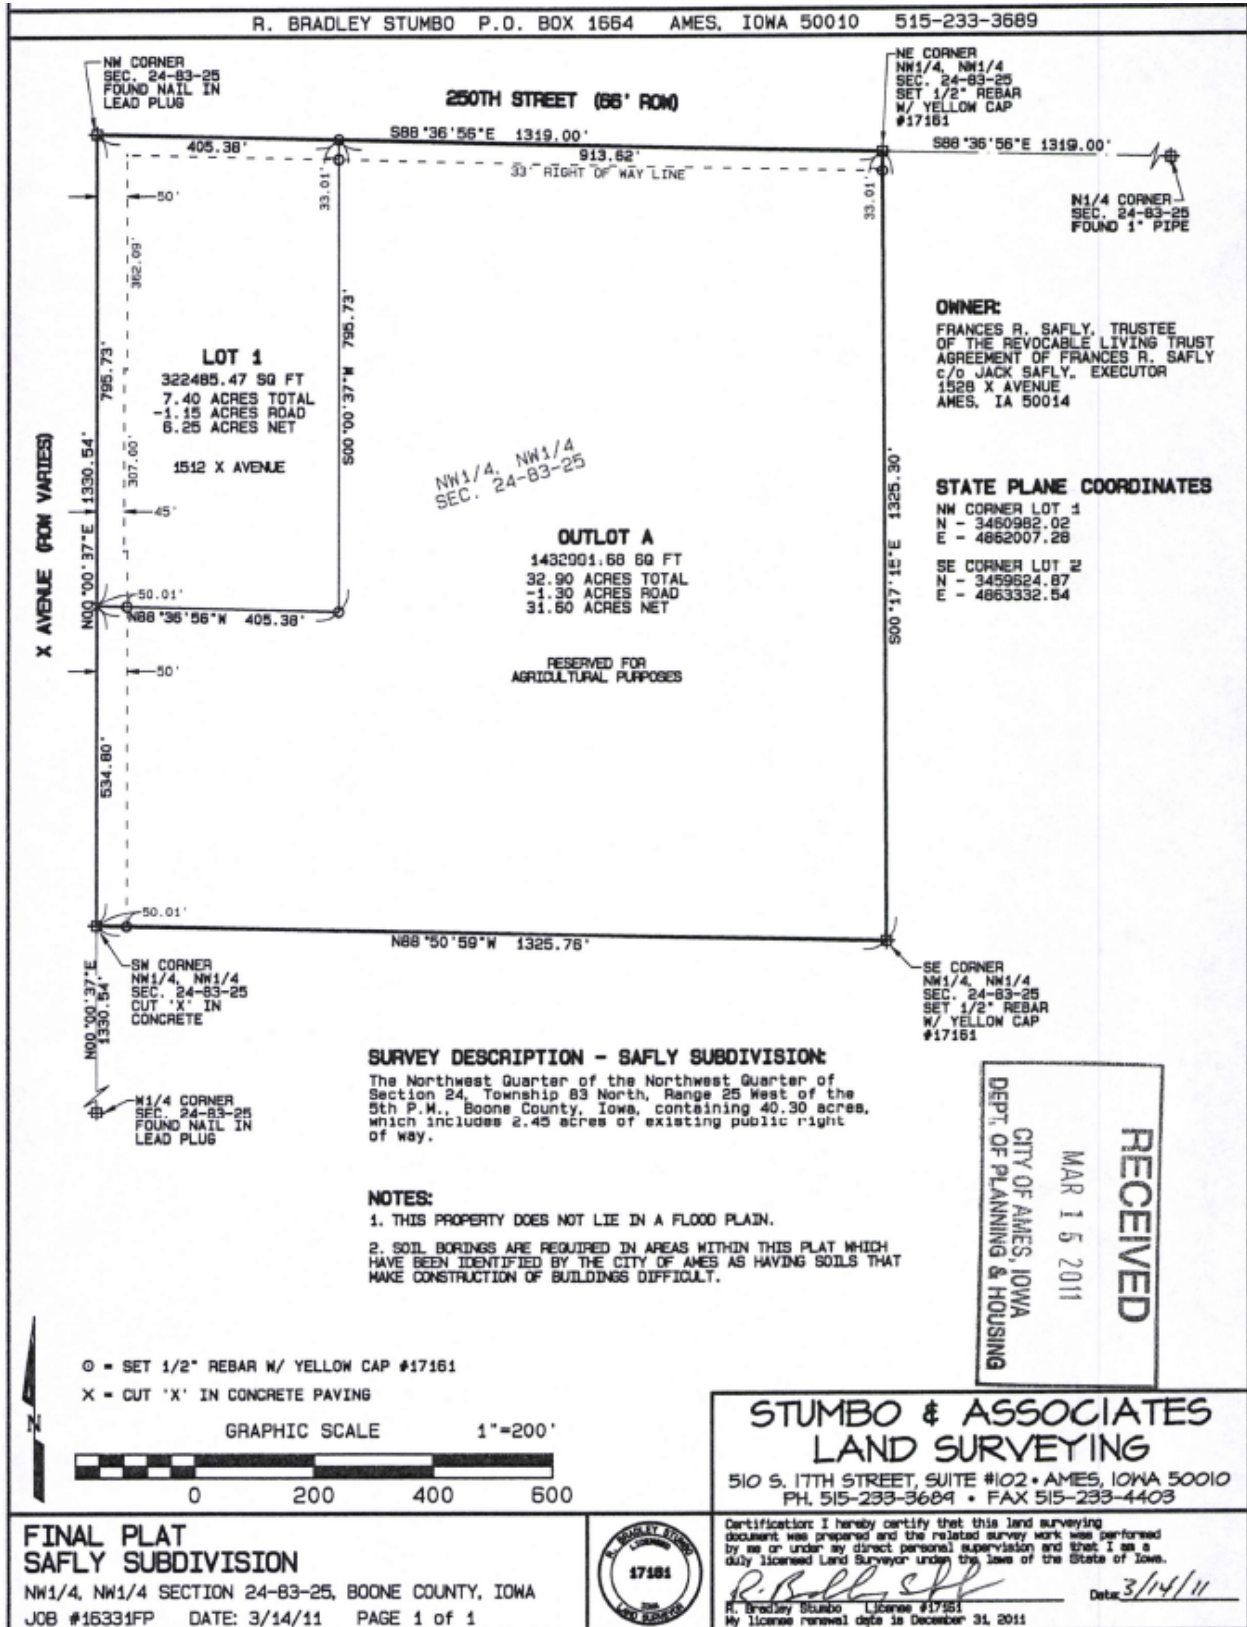 R. BRADLEY STUMBO P.O. BOX 1664 AMES, IOWA 50010 515-233-3689
NW CORNER
SEC. 24-83-25
FOUND NAIL IN
LEAD PLUG
250TH STREET (66' ROW)
NE CORNER
NW1/4, NW1/4
SEC. 24-83-25
SET 1/2" REBAR
W/ YELLOW CAP
#17161
S88°36'56"E 1319.00'
S88°36'56"E 1319.00'
405.38'
913.62'
33' RIGHT OF WAY LINE
33.01'
33.01'
50'
N1/4 CORNER
SEC. 24-83-25
FOUND 1" PIPE
362.09'
795.73'
S00°00'37"W 795.73'
LOT 1
322485.47 SQ FT
7.40 ACRES TOTAL
-1.15 ACRES ROAD
6.25 ACRES NET
1512 X AVENUE
307.00'
45'
X AVENUE (ROW VARIES)
N00°00'37"E 1330.54'
NW1/4, NW1/4
SEC. 24-83-25
OUTLOT A
1432991.68 SQ FT
32.90 ACRES TOTAL
-1.30 ACRES ROAD
31.60 ACRES NET
RESERVED FOR
AGRICULTURAL PURPOSES
S00°17'15"E 1325.30'
OWNER:
FRANCES R. SAFLY, TRUSTEE
OF THE REVOCABLE LIVING TRUST
AGREEMENT OF FRANCES R. SAFLY
c/o JACK SAFLY, EXECUTOR
1528 X AVENUE
AMES, IA 50014
STATE PLANE COORDINATES
NW CORNER LOT 1
N - 3460982.02
E - 4862007.28
SE CORNER LOT 2
N - 3459624.87
E - 4863332.54
50.01'
N88°36'56"W 405.38'
50'
534.80'
50.01'
N88°50'59"W 1325.76'
SW CORNER
NW1/4, NW1/4
SEC. 24-83-25
CUT 'X' IN
CONCRETE
N00°00'37"E
1330.54'
W1/4 CORNER
SEC. 24-83-25
FOUND NAIL IN
LEAD PLUG
SE CORNER
NW1/4, NW1/4
SEC. 24-83-25
SET 1/2" REBAR
W/ YELLOW CAP
#17161
SURVEY DESCRIPTION - SAFLY SUBDIVISION:
The Northwest Quarter of the Northwest Quarter of
Section 24, Township 83 North, Range 25 West of the
5th P.M., Boone County, Iowa, containing 40.30 acres,
which includes 2.45 acres of existing public right
of way.
NOTES:
1. THIS PROPERTY DOES NOT LIE IN A FLOOD PLAIN.
2. SOIL BORINGS ARE REQUIRED IN AREAS WITHIN THIS PLAT WHICH
HAVE BEEN IDENTIFIED BY THE CITY OF AMES AS HAVING SOILS THAT
MAKE CONSTRUCTION OF BUILDINGS DIFFICULT.
RECEIVED
MAR 15 2011
CITY OF AMES, IOWA
DEPT. OF PLANNING & HOUSING
N
O = SET 1/2" REBAR W/ YELLOW CAP #17161
X = CUT 'X' IN CONCRETE PAVING
GRAPHIC SCALE 1"=200'
0 200 400 600
STUMBO & ASSOCIATES
LAND SURVEYING
510 S. 17TH STREET, SUITE #102 • AMES, IOWA 50010
PH. 515-233-3689 • FAX 515-233-4403
FINAL PLAT
SAFLY SUBDIVISION
NW1/4, NW1/4 SECTION 24-83-25, BOONE COUNTY, IOWA
JOB #16331FP DATE: 3/14/11 PAGE 1 of 1
R. BRADLEY STUMBO
LICENSED
17161
IOWA
LAND SURVEYOR
Certification: I hereby certify that this land surveying
document was prepared and the related survey work was performed
by me or under my direct personal supervision and that I am a
duly licensed Land Surveyor under the laws of the State of Iowa.
Date: 3/14/11
R. Bradley Stumbo License #17161
My license renewal date is December 31, 2011